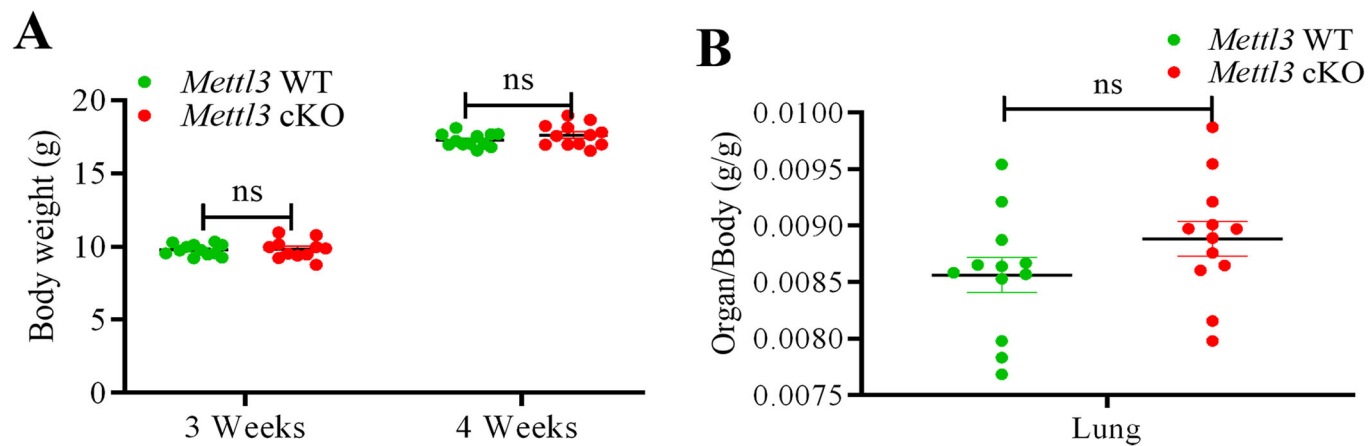 A
Mettl3 WT
Mettl3 cKO
Body weight (g)
20
15
10
5
0
ns
ns
3 Weeks
4 Weeks
B
Mettl3 WT
Mettl3 cKO
Organ/Body (g/g)
0.0100
0.0095
0.0090
0.0085
0.0080
0.0075
ns
Lung